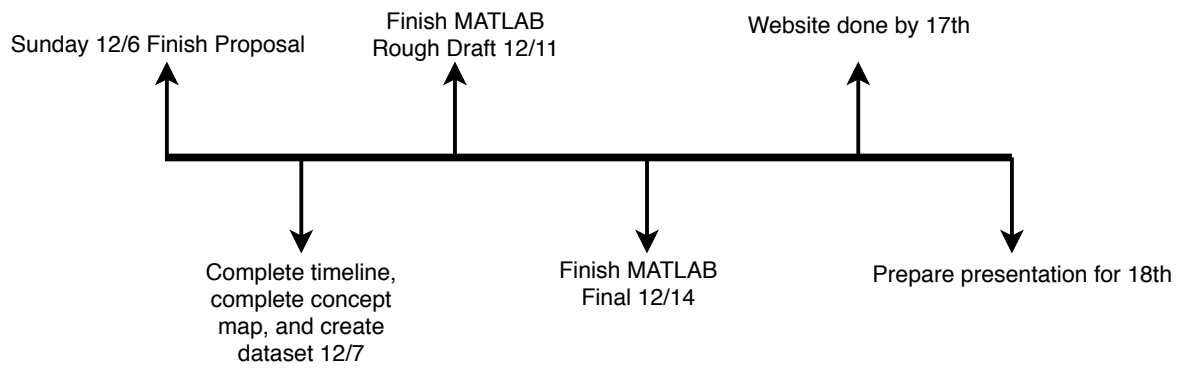 Sunday 12/6 Finish Proposal
Finish MATLAB
Rough Draft 12/11
Website done by 17th
Complete timeline,
complete concept
map, and create
dataset 12/7
Finish MATLAB
Final 12/14
Prepare presentation for 18th